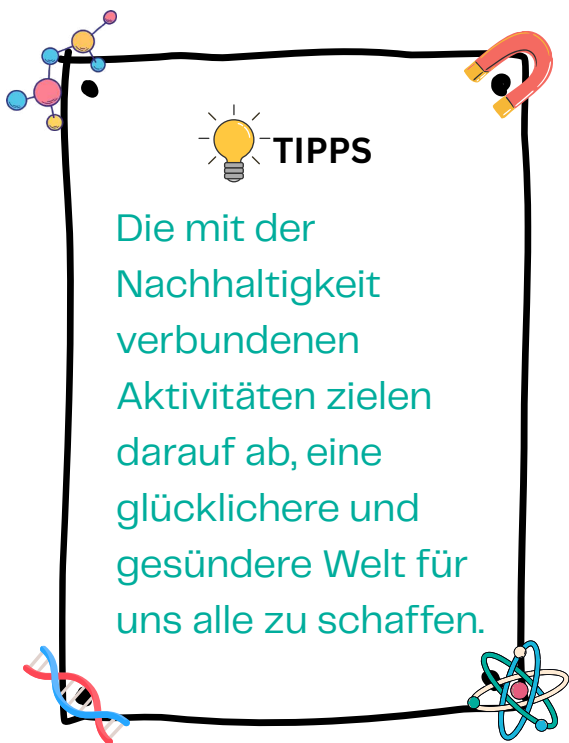 TIPPS
Die mit der
Nachhaltigkeit
verbundenen
Aktivitäten zielen
darauf ab, eine
glücklichere und
gesündere Welt für
uns alle zu schaffen.